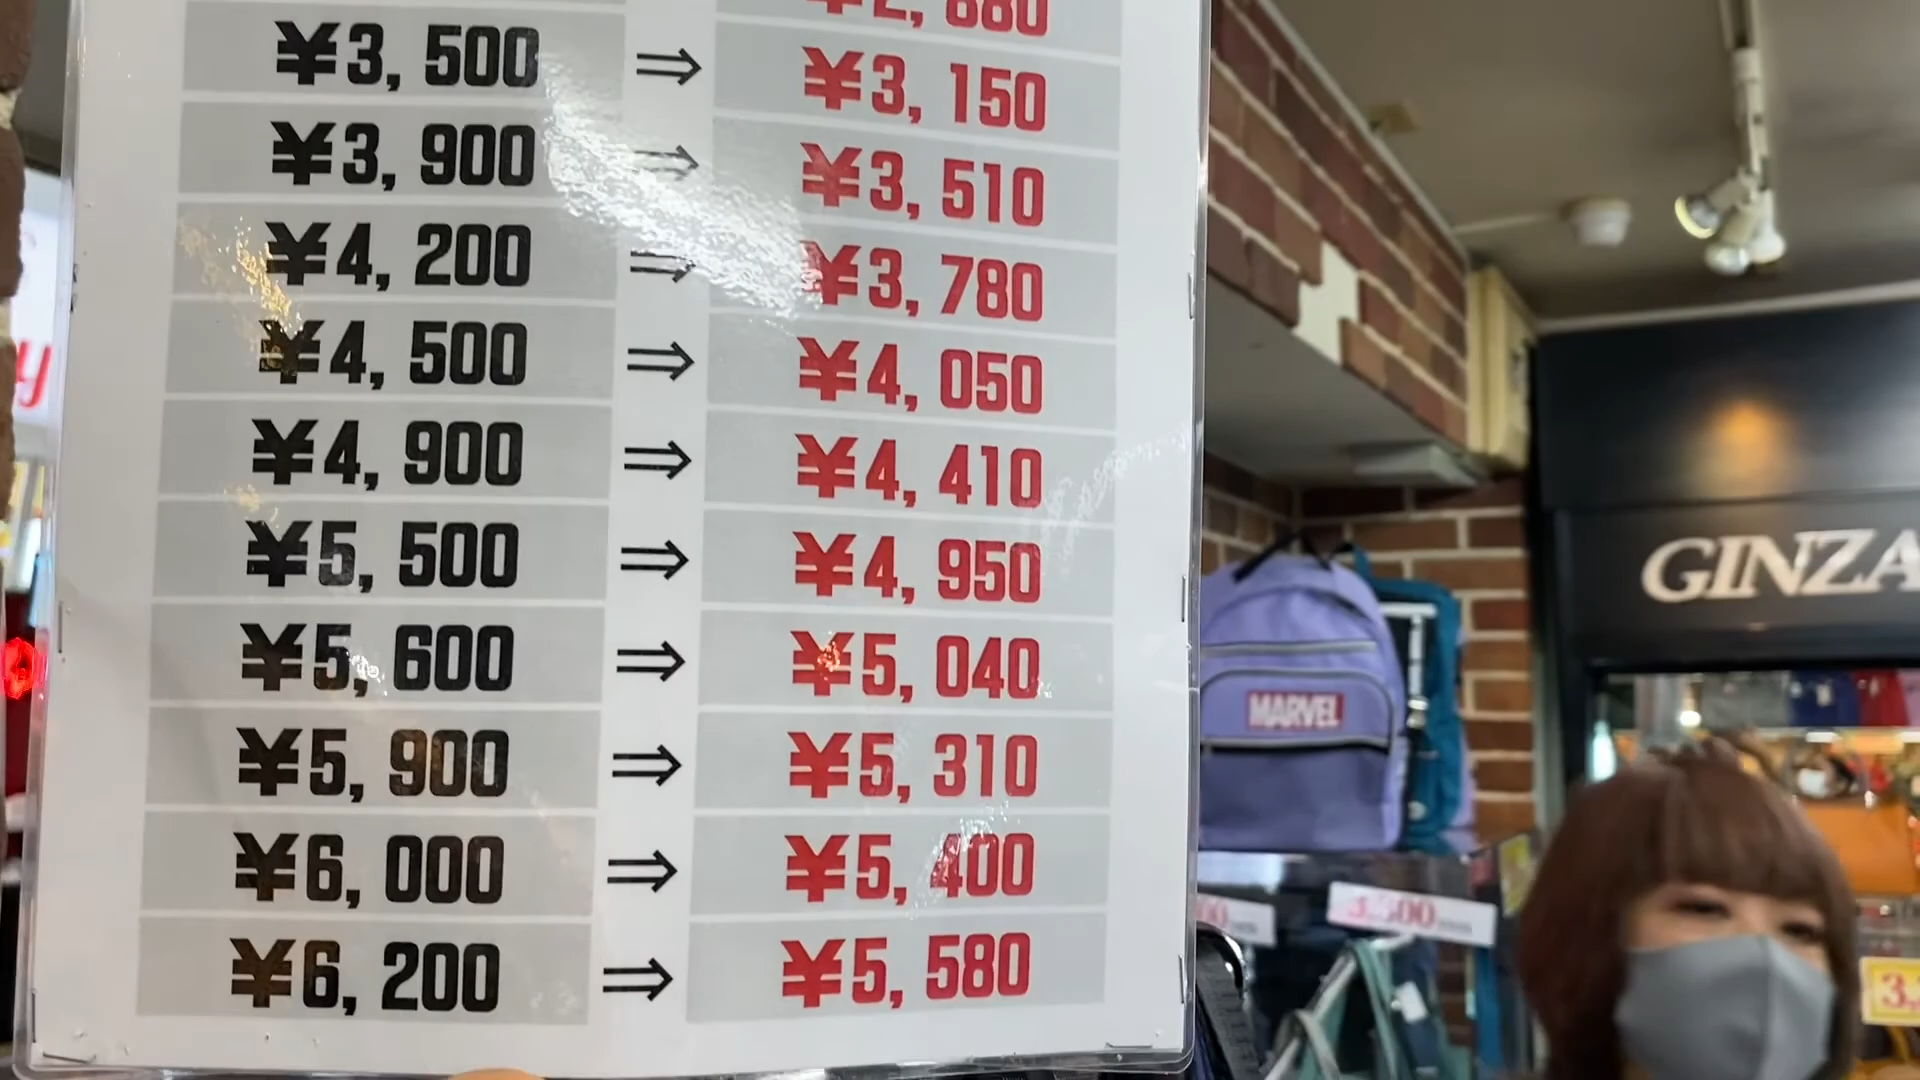 ¥3,500 ⇒ ¥3,150
¥3,900 ⇒ ¥3,510
¥4,200 ⇒ ¥3,780
¥4,500 ⇒ ¥4,050
¥4,900 ⇒ ¥4,410
¥5,500 ⇒ ¥4,950
¥5,600 ⇒ ¥5,040
¥5,900 ⇒ ¥5,310
¥6,000 ⇒ ¥5,400
¥6,200 ⇒ ¥5,580
GINZA
MARVEL